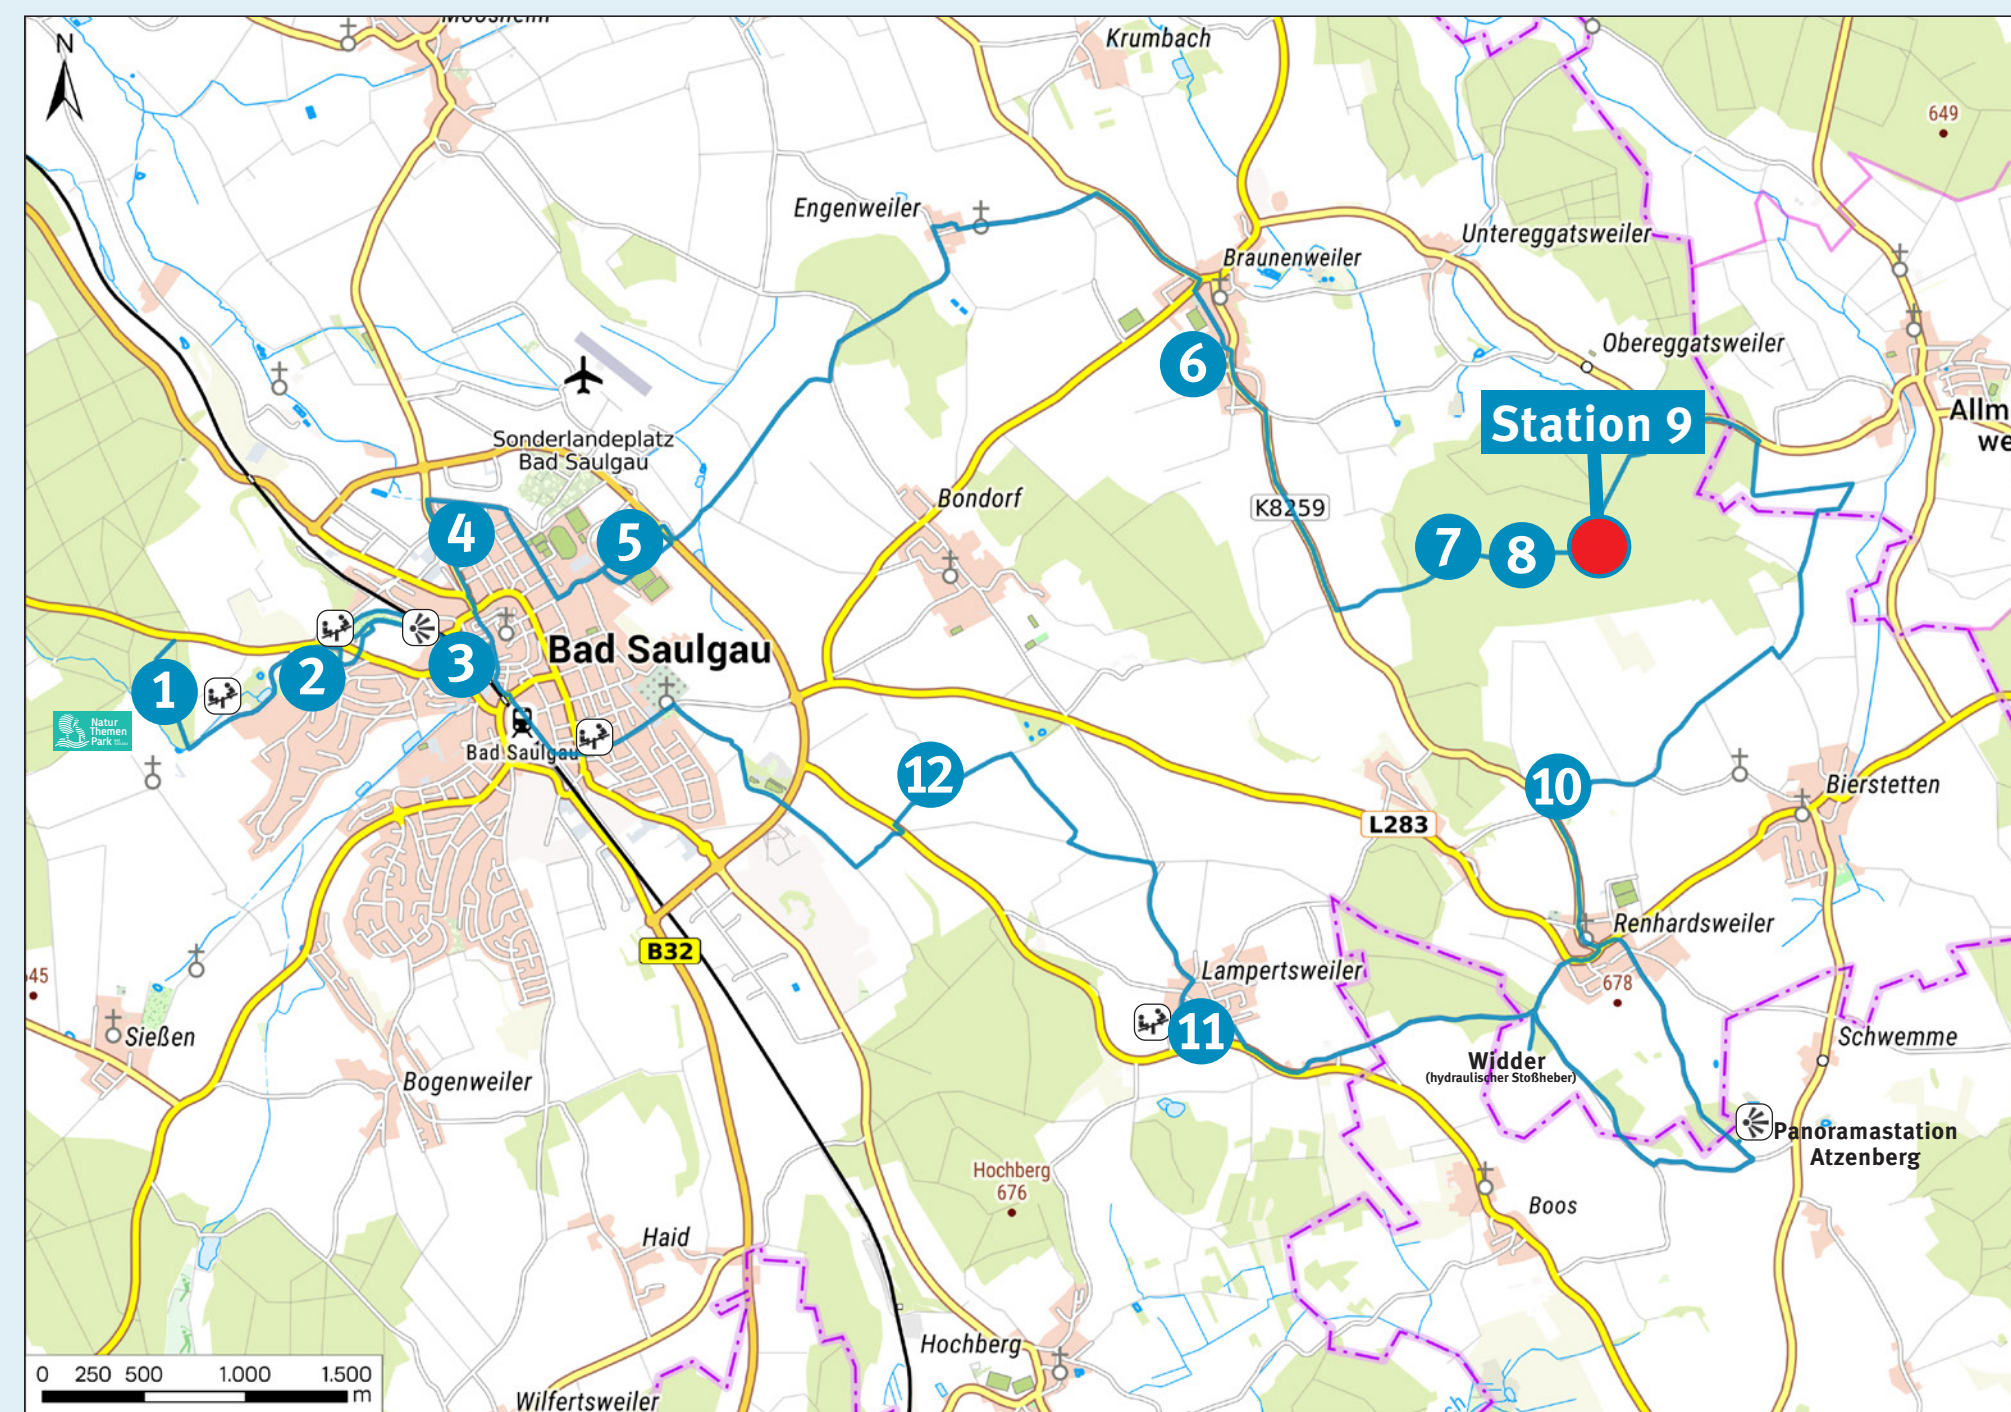 Moosheim
N
Krumbach
649
Engenweiler
Untereggatsweiler
Braunenweiler
Obereggatsweiler
6
Station 9
Allm
we
Sonderlandeplatz
Bad Saulgau
Bondorf
K8259
4
5
7
8
Bad Saulgau
1
2
3
Natur
Themen
Park
Bad Saulgau
12
10
Bierstetten
L283
Renhardsweiler
B32
Lampertsweiler
678
645
Sießen
11
Schwemme
Widder
(hydraulischer Stoßheber)
Bogenweiler
Panoramastation
Atzenberg
Hochberg
676
Boos
Haid
Hochberg
0 250 500 1.000 1.500
m
Wilfertsweiler